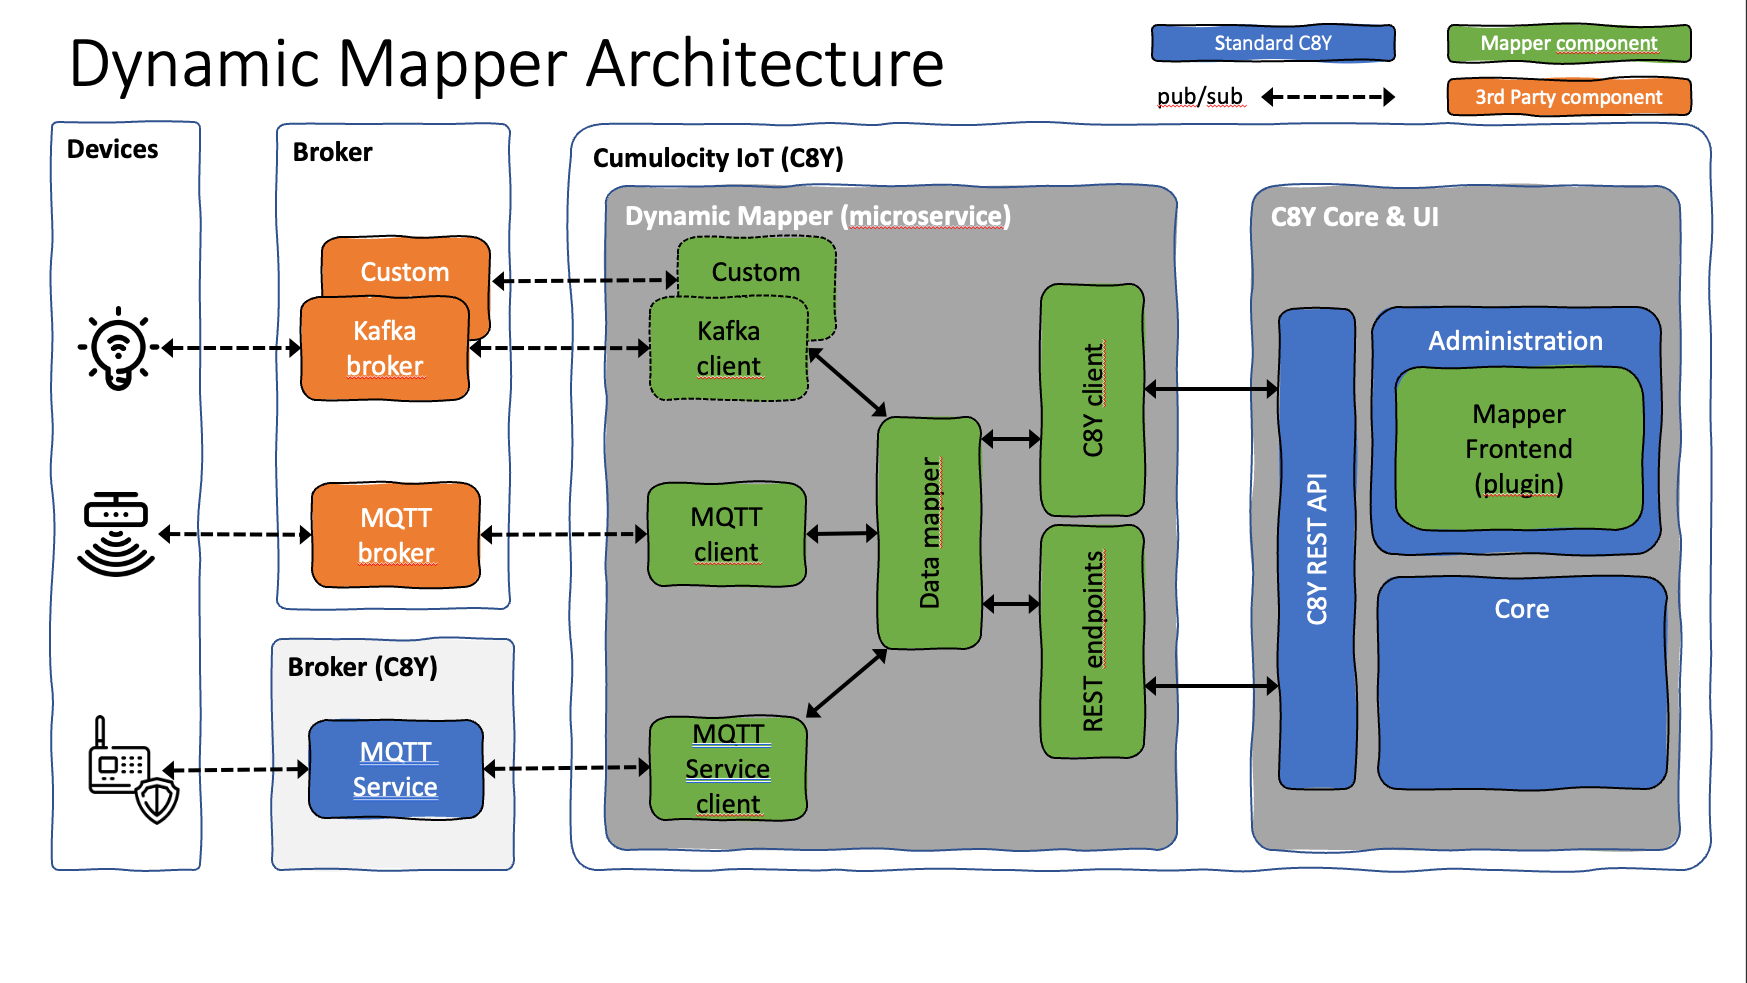 Dynamic Mapper Architecture
Standard C8Y
Mapper component
pub/sub
3rd Party component
Devices
Broker
Custom
Kafka
broker
MQTT
broker
Broker (C8Y)
MQTT
Service
Cumulocity IoT (C8Y)
Dynamic Mapper (microservice)
Custom
Kafka
client
MQTT
client
MQTT
Service
client
Data mapper
C8Y client
REST endpoints
C8Y Core & UI
C8Y REST API
Administration
Mapper
Frontend
(plugin)
Core